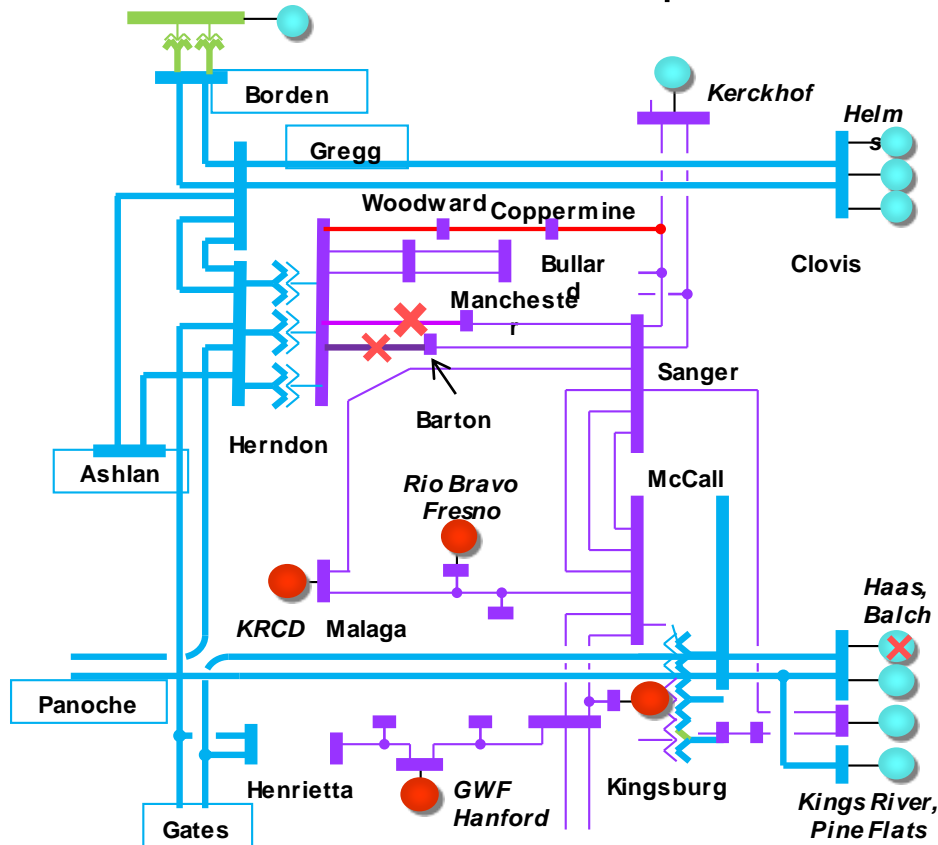 Borden
Kerckhof
Helm
s
Gregg
Woodward
Coppermine
Bullar
d
Clovis
Mancheste
r
Sanger
Barton
Herndon
Ashlan
McCall
Rio Bravo
Fresno
Haas,
Balch
KRCD
Malaga
Panoche
Henrietta
GWF
Hanford
Kingsburg
Kings River,
Pine Flats
Gates